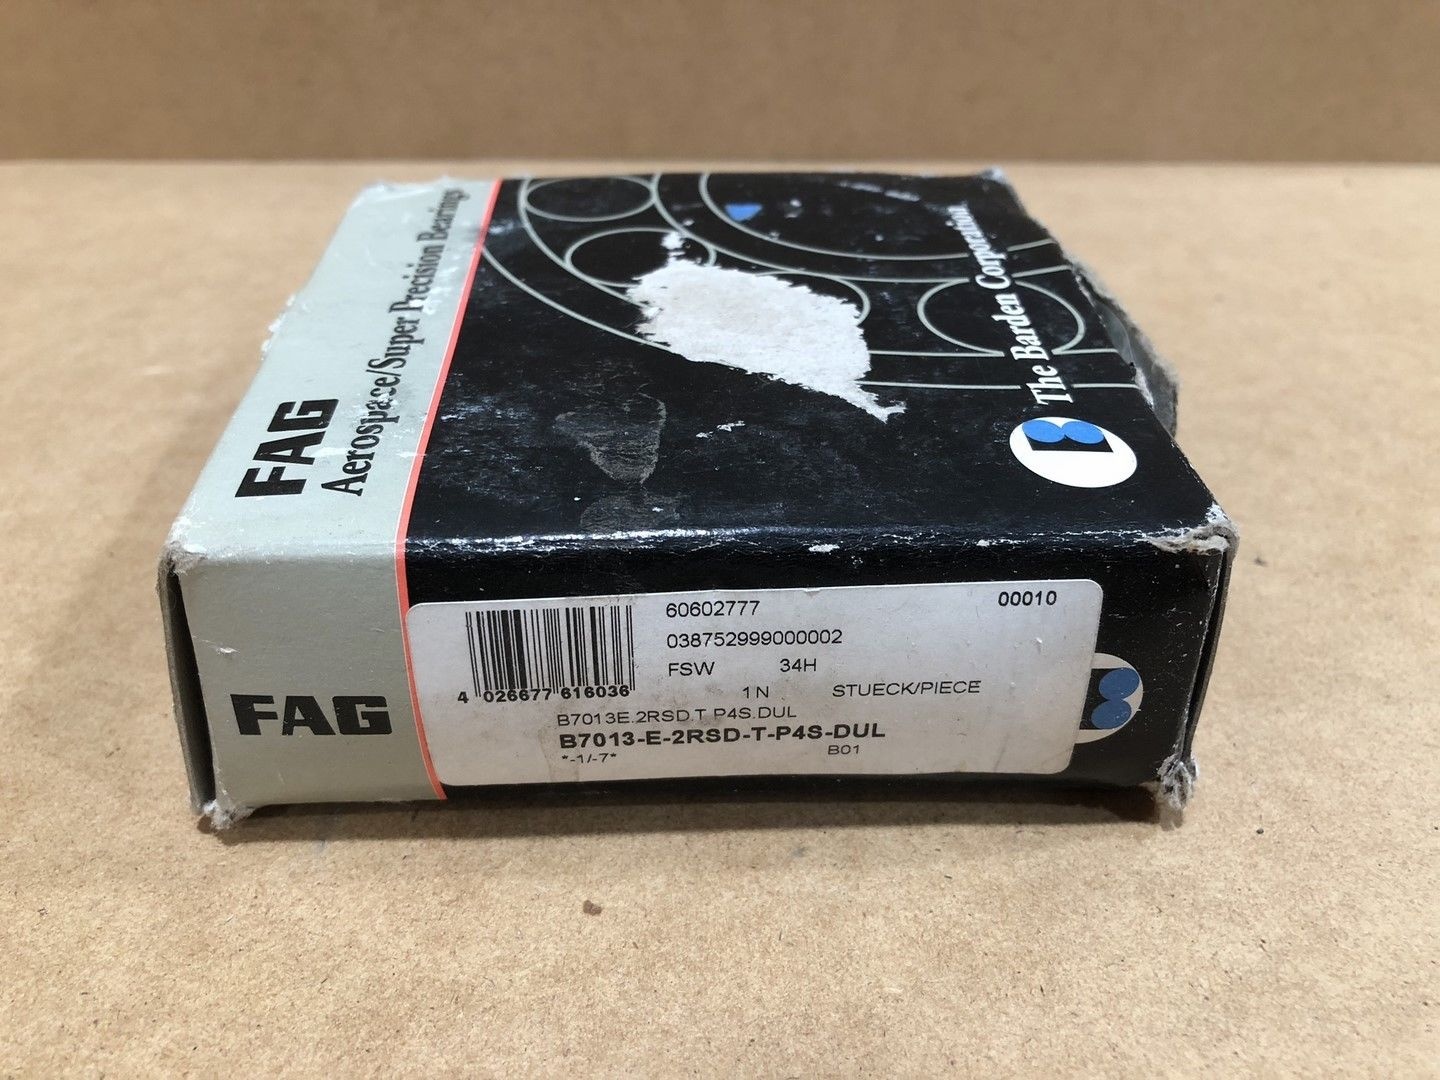 FAG
Aerospace/Super Precision Bearings
The Barden Corporation
B
FAG
60602777
00010
038752999000002
FSW 34H
4 026677 616036
1 N STUECK/PIECE
B7013E.2RSD.T.P4S.DUL
B7013-E-2RSD-T-P4S-DUL
*-1/-7* B01